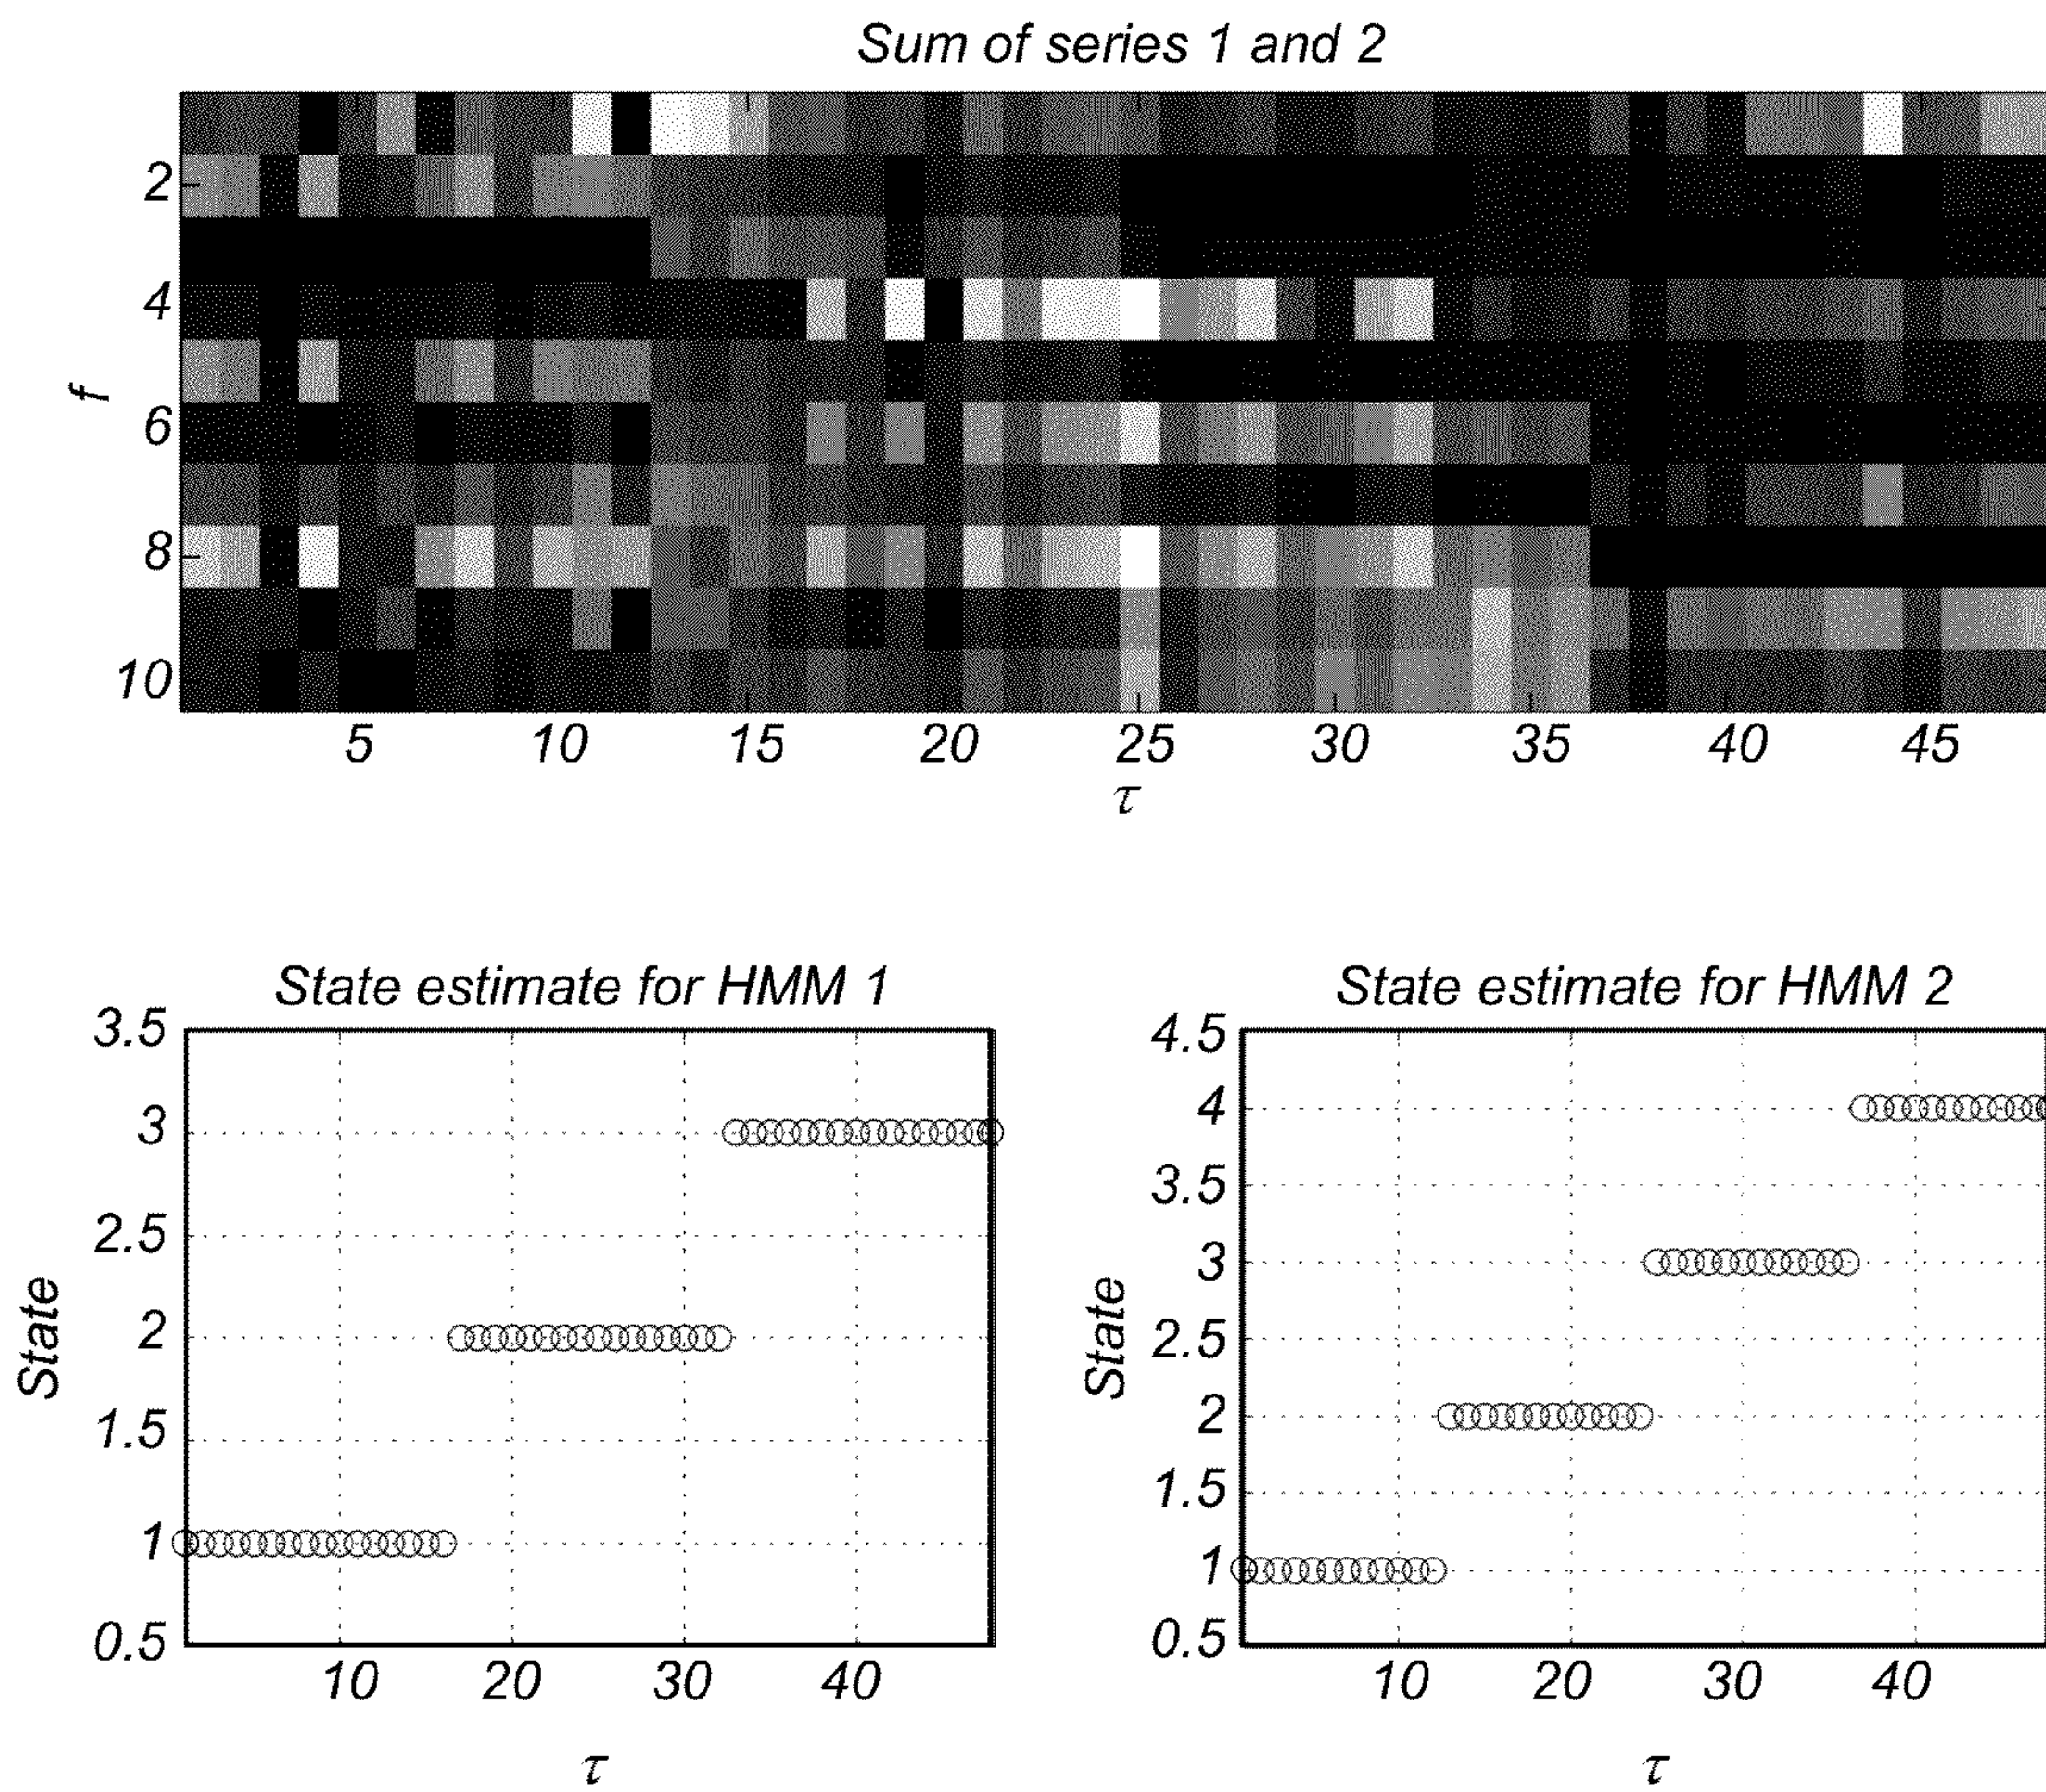 Sum of series 1 and 2
2
4
6
8
10
f
5 10 15 20 25 30 35 40 45
τ
State estimate for HMM 1
3.5
3
2.5
2
1.5
1
0.5
State
10 20 30 40
τ
State estimate for HMM 2
4.5
4
3.5
3
2.5
2
1.5
1
0.5
State
10 20 30 40
τ